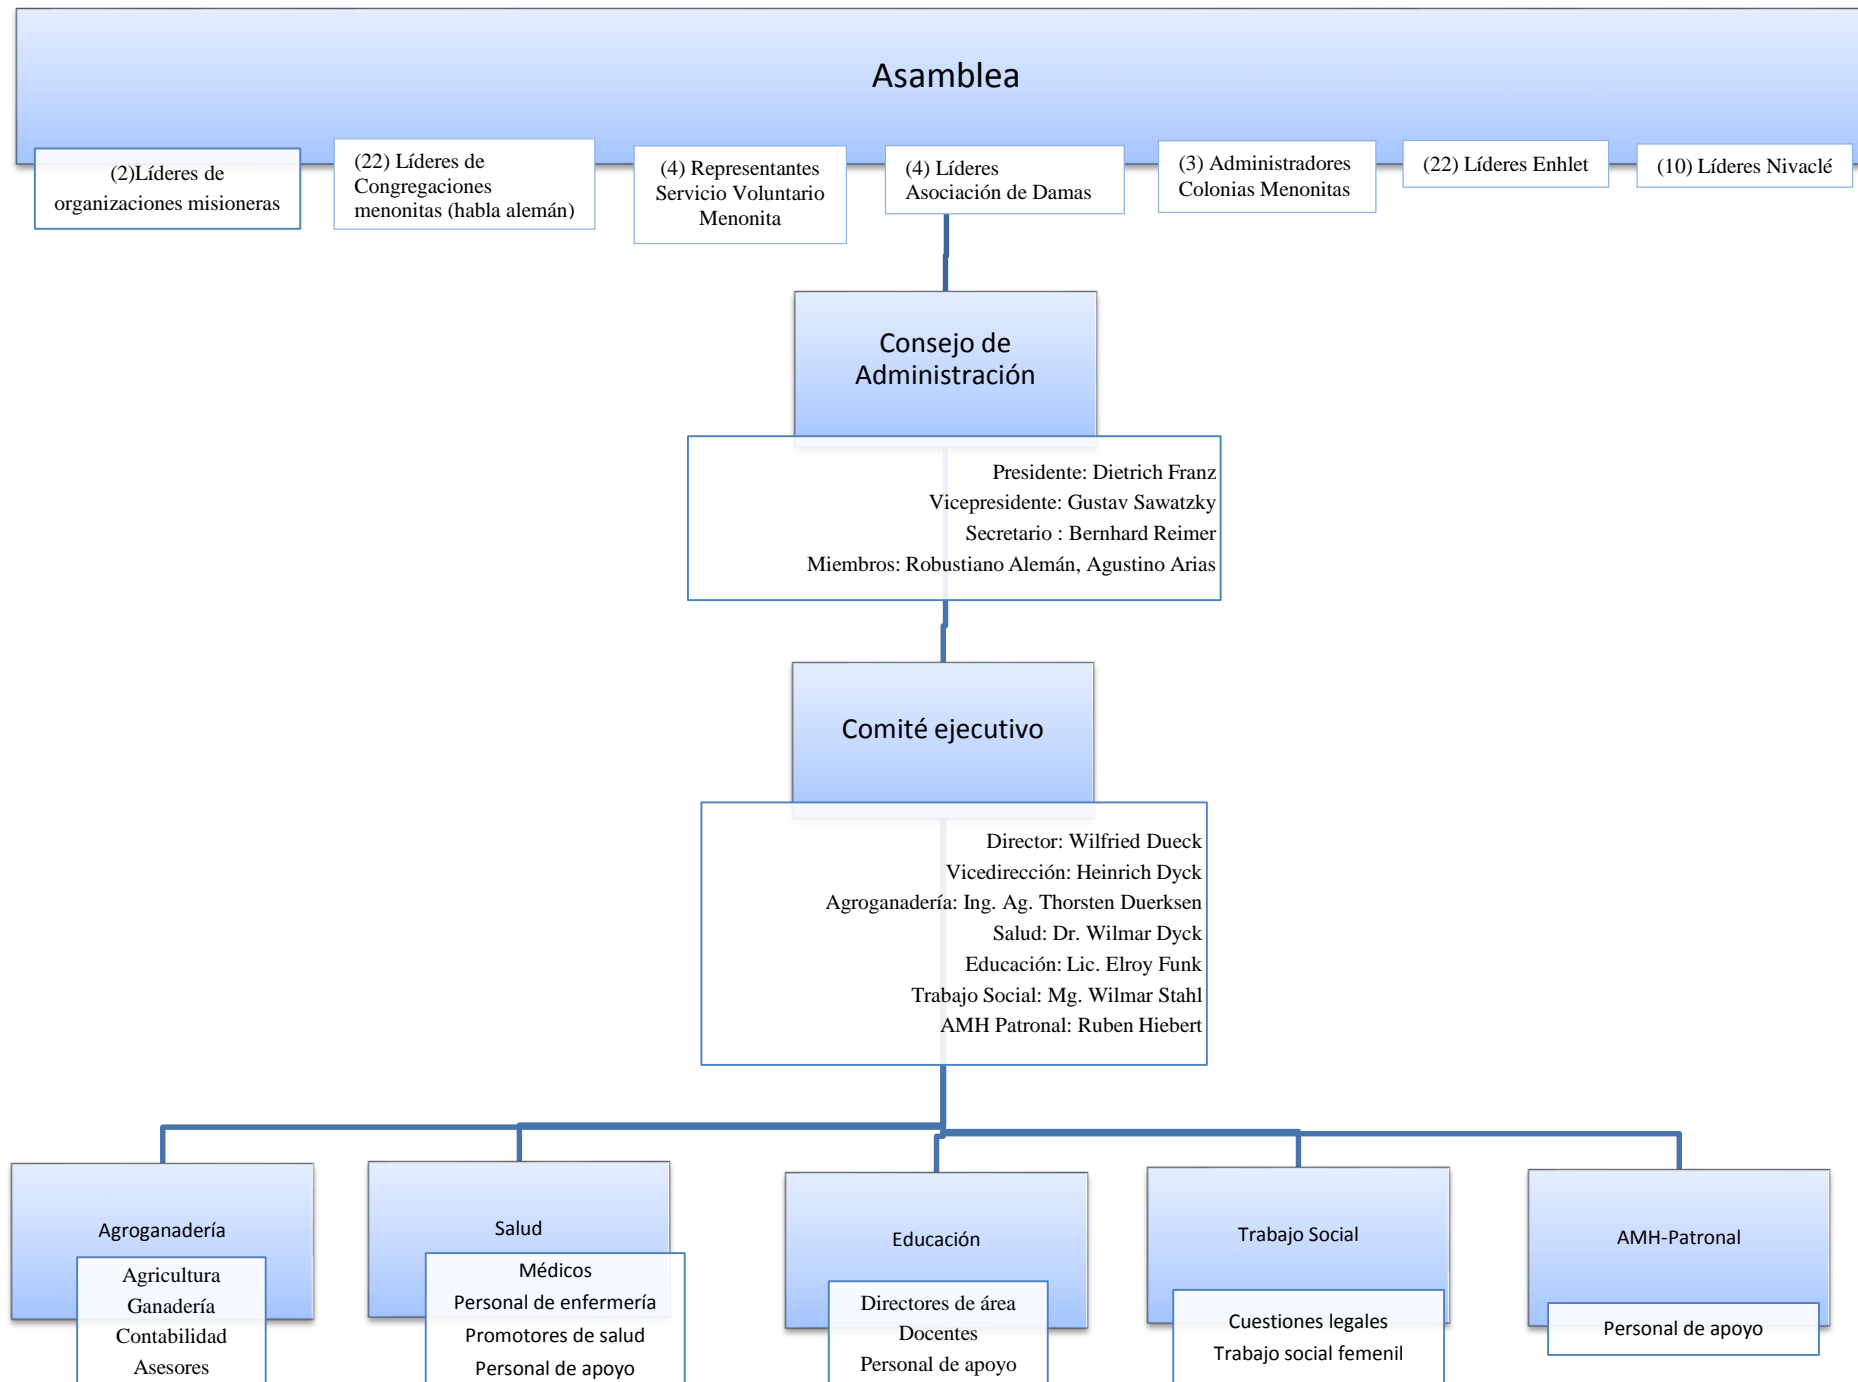 Asamblea
(2)Líderes de
organizaciones misioneras
(22) Líderes de
Congregaciones
menonitas (habla alemán)
(4) Representantes
Servicio Voluntario
Menonita
(4) Líderes
Asociación de Damas
(3) Administradores
Colonias Menonitas
(22) Líderes Enhlet
(10) Líderes Nivaclé
Consejo de
Administración
Presidente: Dietrich Franz
Vicepresidente: Gustav Sawatzky
Secretario : Bernhard Reimer
Miembros: Robustiano Alemán, Agustino Arias
Comité ejecutivo
Director: Wilfried Dueck
Vicedirección: Heinrich Dyck
Agroganadería: Ing. Ag. Thorsten Duerksen
Salud: Dr. Wilmar Dyck
Educación: Lic. Elroy Funk
Trabajo Social: Mg. Wilmar Stahl
AMH Patronal: Ruben Hiebert
Agroganadería
Agricultura
Ganadería
Contabilidad
Asesores
Salud
Médicos
Personal de enfermería
Promotores de salud
Personal de apoyo
Educación
Directores de área
Docentes
Personal de apoyo
Trabajo Social
Cuestiones legales
Trabajo social femenil
AMH-Patronal
Personal de apoyo